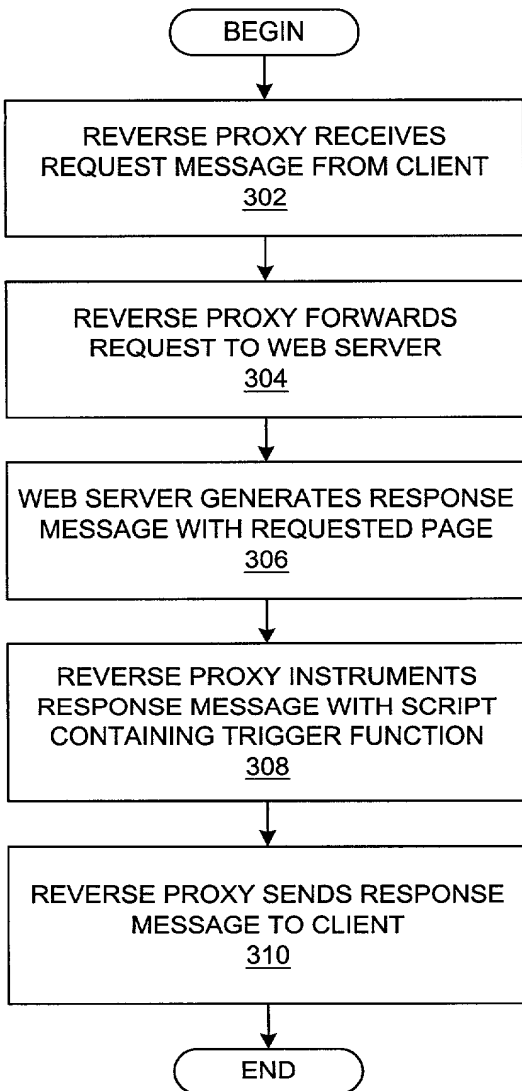 BEGIN
REVERSE PROXY RECEIVES
REQUEST MESSAGE FROM CLIENT
302
REVERSE PROXY FORWARDS
REQUEST TO WEB SERVER
304
WEB SERVER GENERATES RESPONSE
MESSAGE WITH REQUESTED PAGE
306
REVERSE PROXY INSTRUMENTS
RESPONSE MESSAGE WITH SCRIPT
CONTAINING TRIGGER FUNCTION
308
REVERSE PROXY SENDS RESPONSE
MESSAGE TO CLIENT
310
END